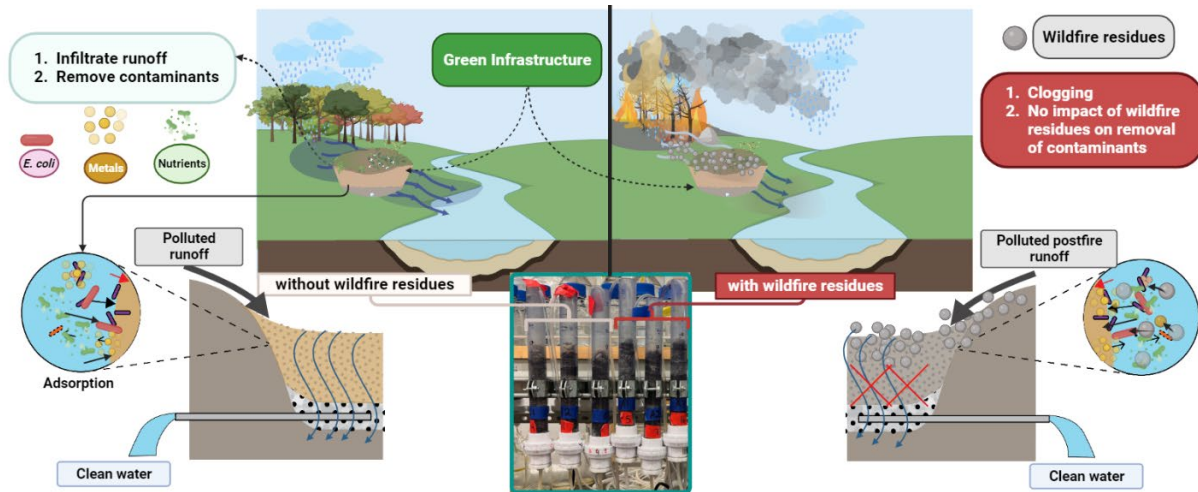 1. Infiltrate runoff
2. Remove contaminants
Green Infrastructure
Wildfire residues
1. Clogging
2. No impact of wildfire
residues on removal
of contaminants
E. coli
Metals
Nutrients
Polluted
runoff
Polluted postfire
runoff
without wildfire residues
with wildfire residues
Adsorption
Clean water
Clean water